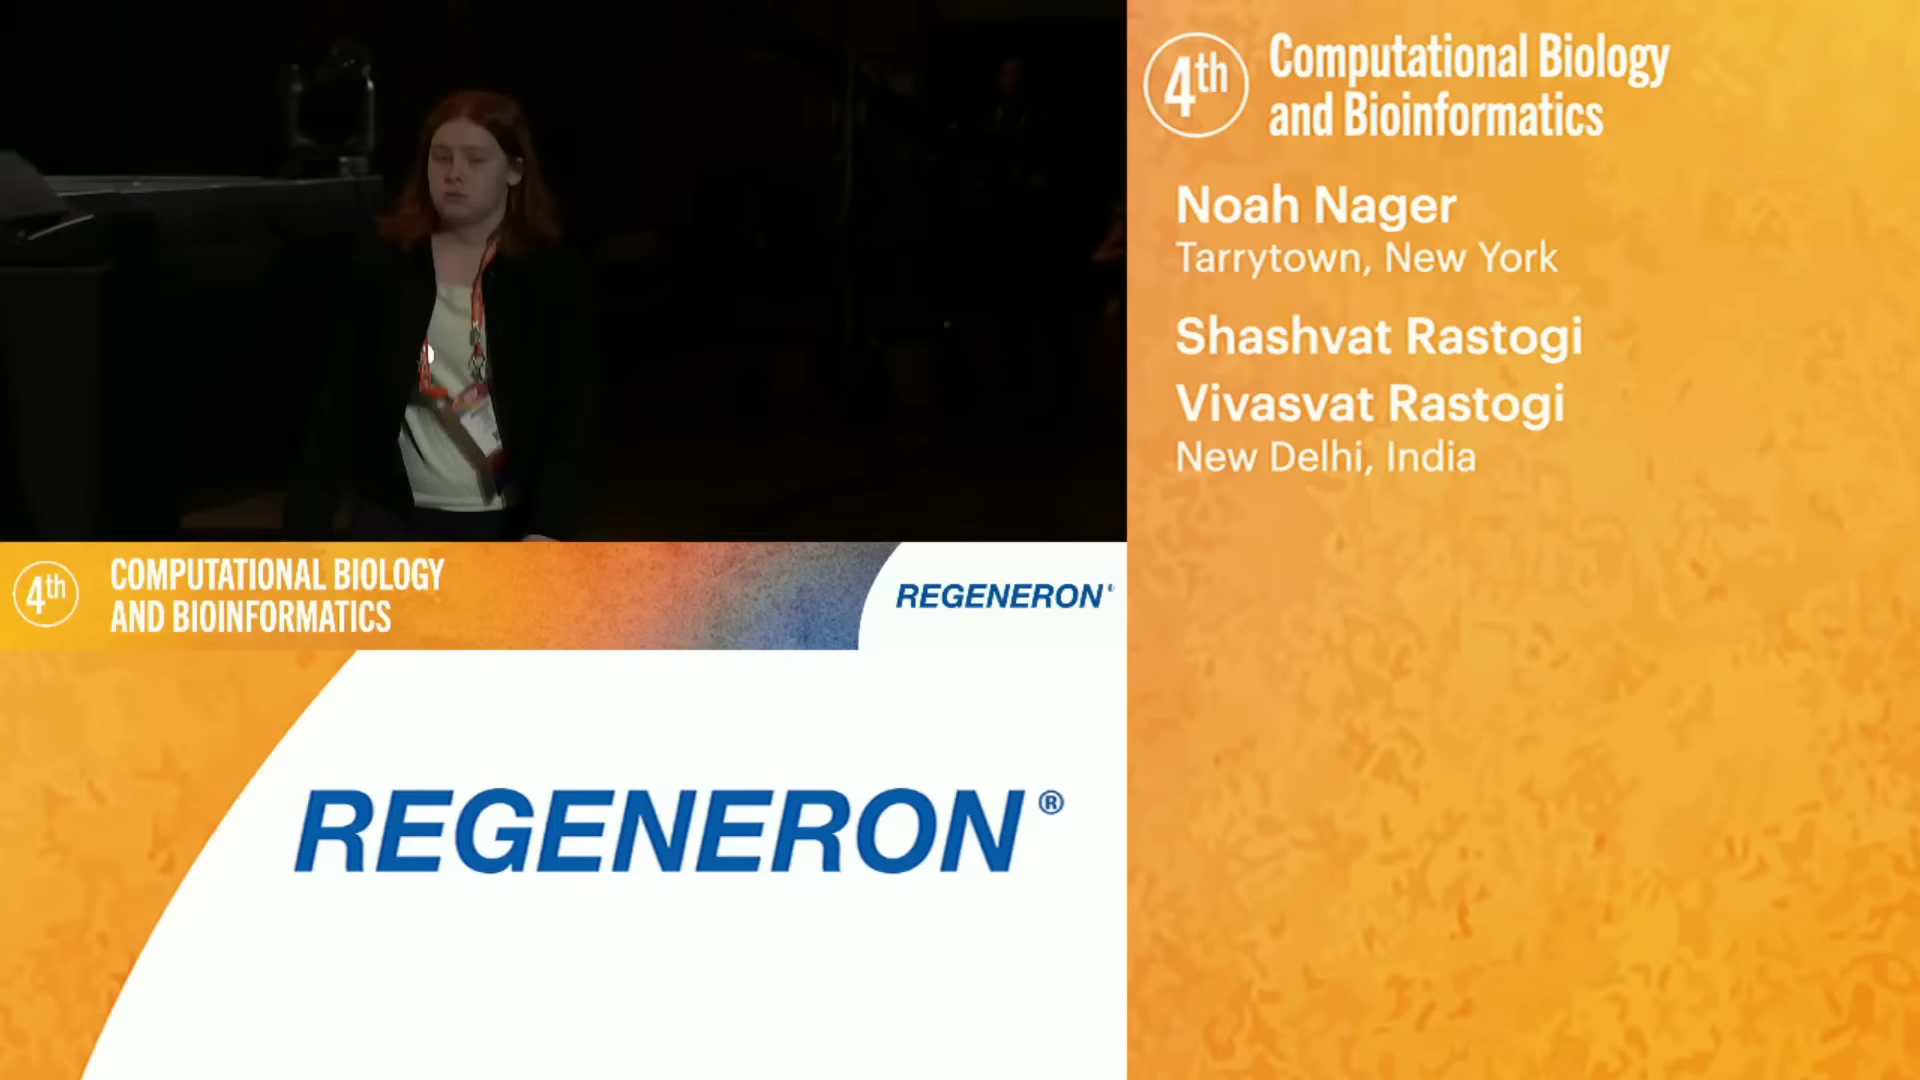 4th
Computational Biology
and Bioinformatics
Noah Nager
Tarrytown, New York
Shashvat Rastogi
Vivasvat Rastogi
New Delhi, India
4th
COMPUTATIONAL BIOLOGY
AND BIOINFORMATICS
REGENERON®
REGENERON®